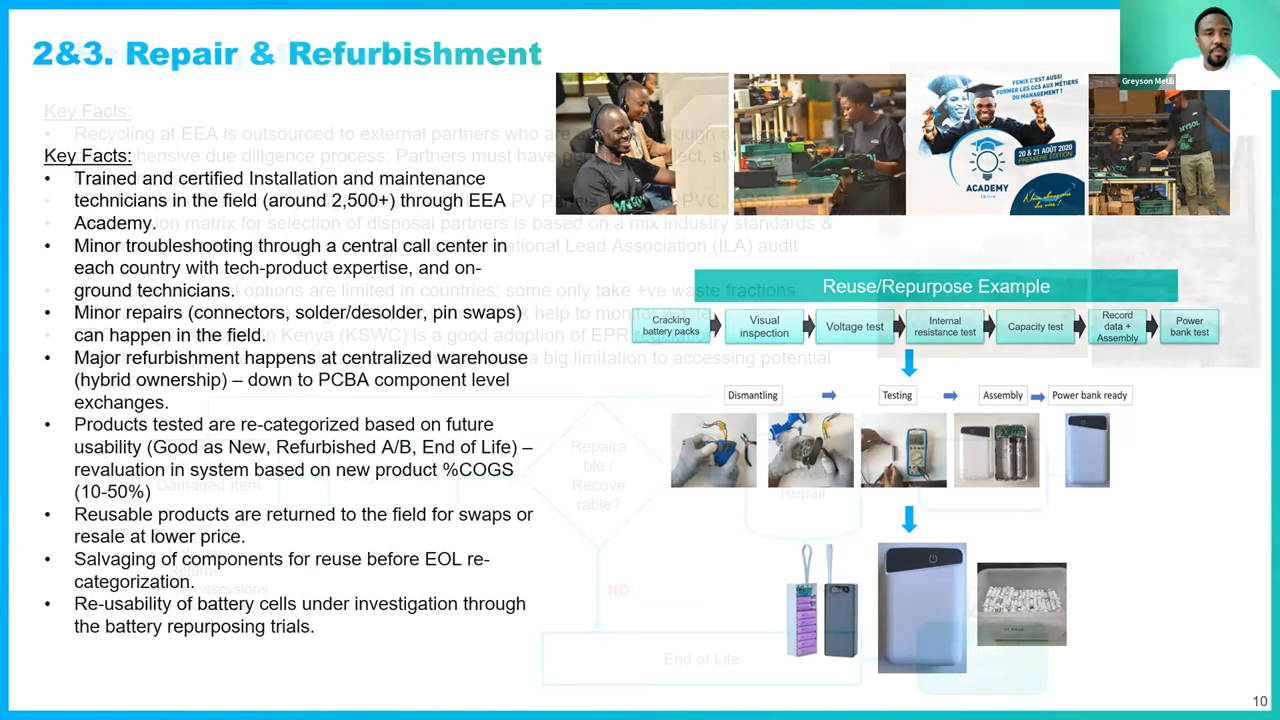 2&3. Repair & Refurbishment
Greyson Metili
Key Facts:
Recycling at EEA is outsourced to external partners who are
hensive due diligence process: Partners must have
Key Facts:
• Trained and certified Installation and maintenance
technicians in the field (around 2,500+) through EEA
Academy.
• Minor troubleshooting through a central call center in
each country with tech-product expertise, and on-
ground technicians.
• Minor repairs (connectors, solder/desolder, pin swaps)
can happen in the field.
• Major refurbishment happens at centralized warehouse
(hybrid ownership) – down to PCBA component level
exchanges.
• Products tested are re-categorized based on future
usability (Good as New, Refurbished A/B, End of Life) –
revaluation in system based on new product %COGS
(10-50%)
• Reusable products are returned to the field for swaps or
resale at lower price.
• Salvaging of components for reuse before EOL re-
categorization.
• Re-usability of battery cells under investigation through
the battery repurposing trials.
PVC
on matrix for selection of disposal partners is based on a mix industry standards &
ational Lead Association (ILA) audit
options are limited in countries; some only take +ve waste fractions
help to
Kenya (KSWC) is a good adoption of EPR
a big limitation to accessing potential
Damaged Item
Repaira
ble /
Recove
rable?
Repair
NO
End of Life
FENIX C'EST AUSSI
FORMER LES CCS AUX MÉTIERS
DU MANAGEMENT !
20 & 21 AOÛT 2020
PREMIÈRE ÉDITION
ACADEMY
fenix
MYSOL
Reuse/Repurpose Example
Cracking
battery packs
Visual
inspection
Voltage test
Internal
resistance test
Capacity test
Record
data +
Assembly
Power
bank test
Dismantling
Testing
Assembly
Power bank ready
10